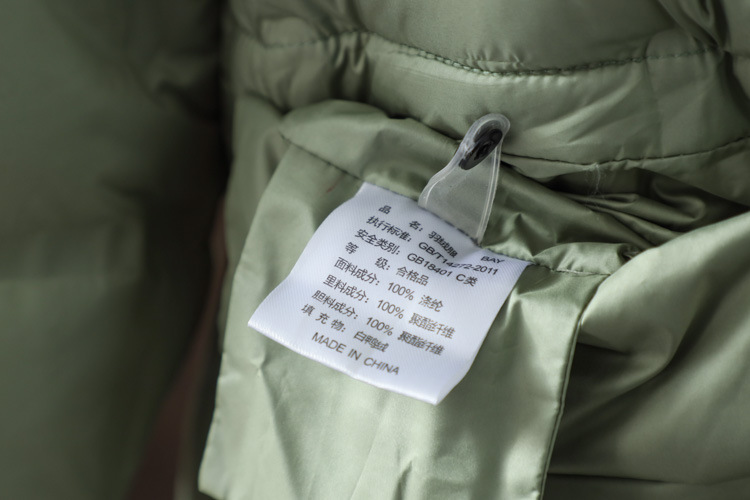 品 名：羽绒服
BAY
执行标准：GB/T14272-2011
安全类别：GB18401 C类
等 级：合格品
面料成分：100% 涤纶
里料成分：100% 聚酯纤维
胆料成分：100% 聚酯纤维
填 充 物：白鸭绒
MADE IN CHINA